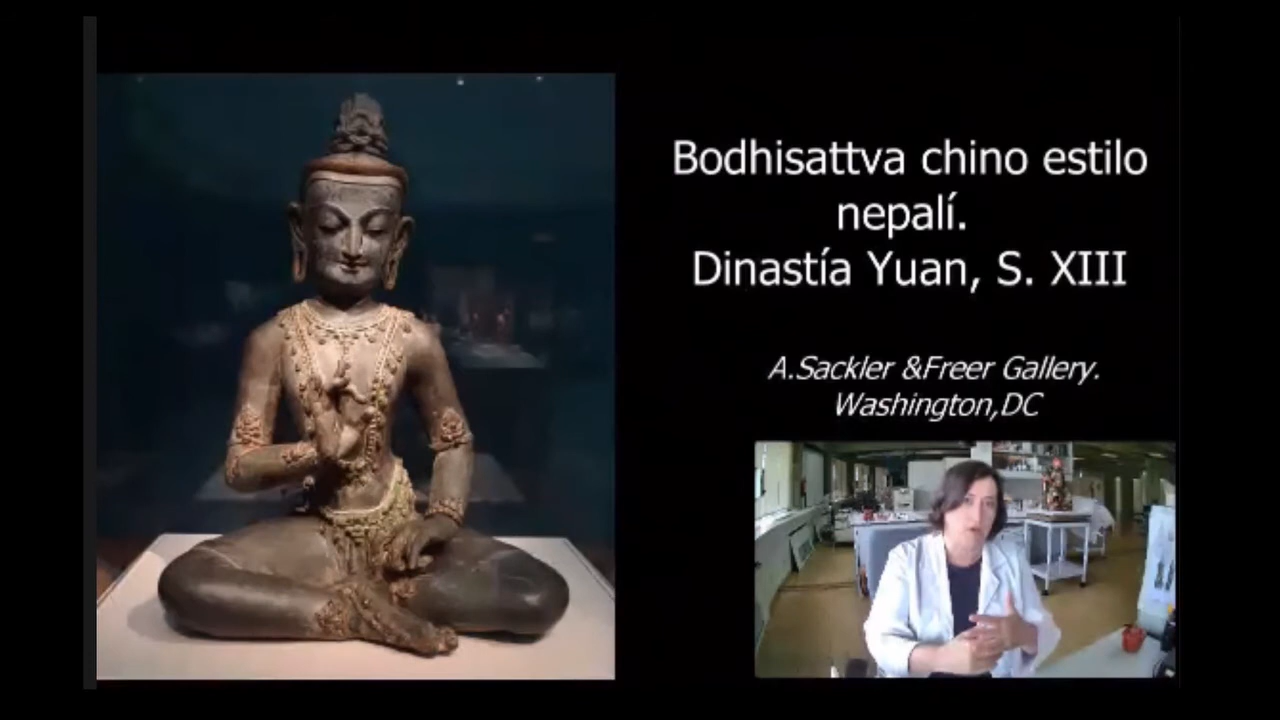 Bodhisattva chino estilo
nepalí.
Dinastía Yuan, S. XIII
A.Sackler &Freer Gallery.
Washington,DC